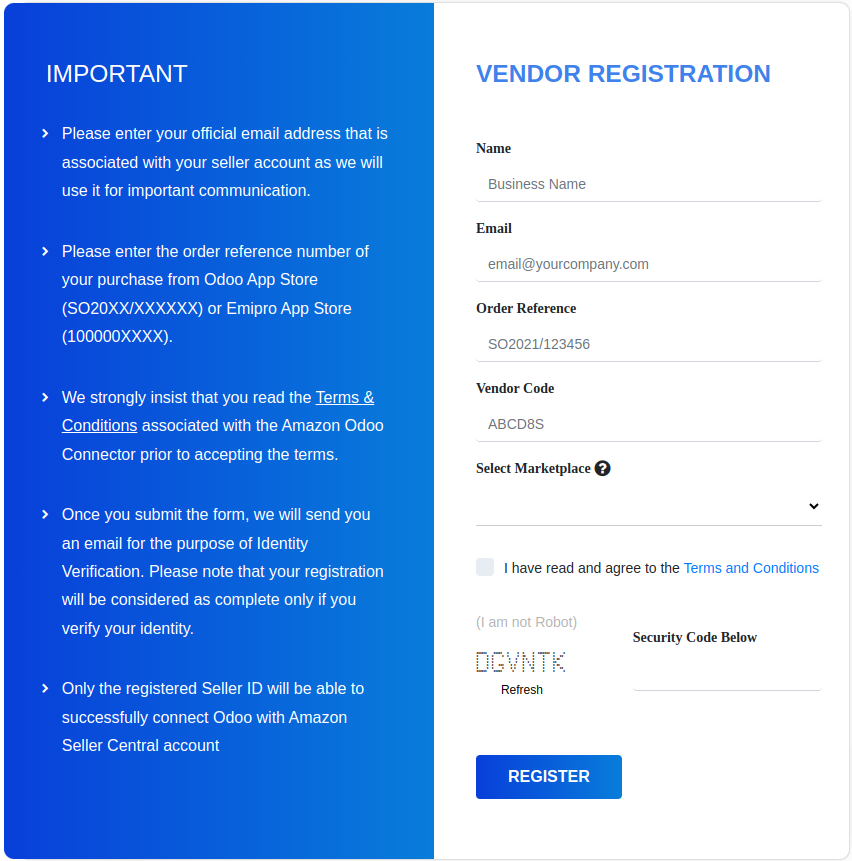 IMPORTANT
Please enter your official email address that is
associated with your seller account as we will
use it for important communication.
Please enter the order reference number of
your purchase from Odoo App Store
(SO20XX/XXXXXX) or Emipro App Store
(100000XXXX).
We strongly insist that you read the Terms &
Conditions associated with the Amazon Odoo
Connector prior to accepting the terms.
Once you submit the form, we will send you
an email for the purpose of Identity
Verification. Please note that your registration
will be considered as complete only if you
verify your identity.
Only the registered Seller ID will be able to
successfully connect Odoo with Amazon
Seller Central account
VENDOR REGISTRATION
Name
Business Name
Email
email@yourcompany.com
Order Reference
SO2021/123456
Vendor Code
ABCD8S
Select Marketplace ?
I have read and agree to the Terms and Conditions
(I am not Robot)
Security Code Below
DGVNTK
Refresh
REGISTER